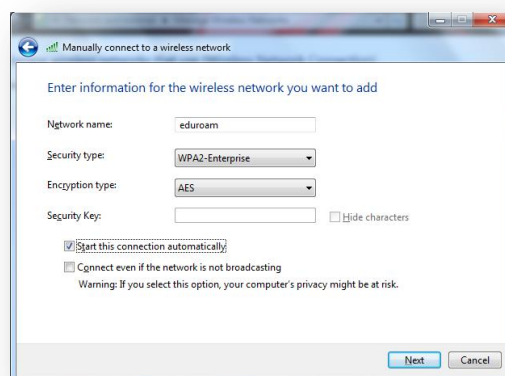 Manually connect to a wireless network
Enter information for the wireless network you want to add
Network name: eduroam
Security type: WPA2-Enterprise
Encryption type: AES
Security Key: Hide characters
Start this connection automatically
Connect even if the network is not broadcasting
Warning: If you select this option, your computer's privacy might be at risk.
Next Cancel